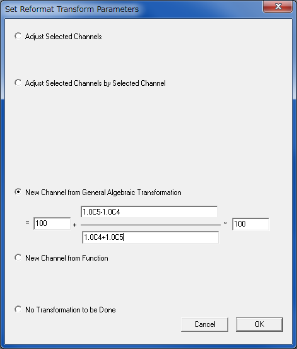 Set Reformat Transform Parameters
Adjust Selected Channels
Adjust Selected Channels by Selected Channel
New Channel from General Algebraic Transformation
1.0C5-1.0C4
= 100 + = 100
1.0C4+1.0C5
New Channel from Function
No Transformation to be Done
Cancel OK